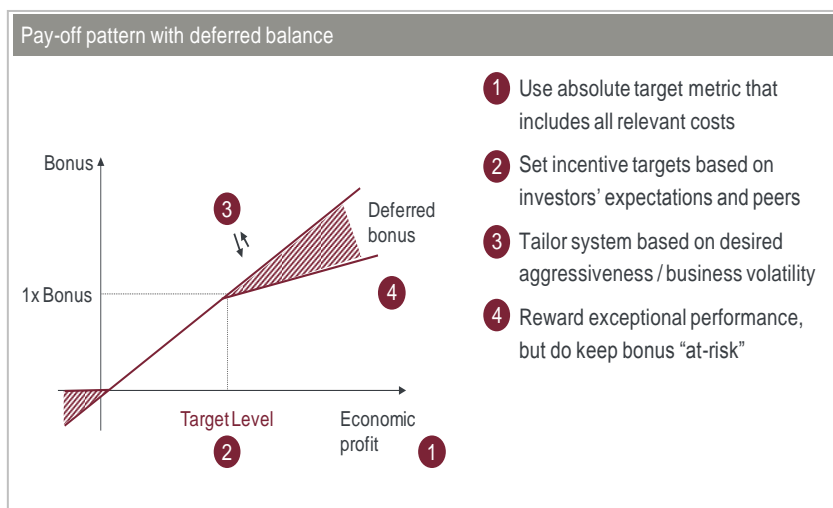 Pay-off pattern with deferred balance
Bonus
3
Deferred
bonus
1x Bonus
4
Target Level
2
Economic
profit
1
1 Use absolute target metric that
includes all relevant costs
2 Set incentive targets based on
investors' expectations and peers
3 Tailor system based on desired
aggressiveness / business volatility
4 Reward exceptional performance,
but do keep bonus "at-risk"